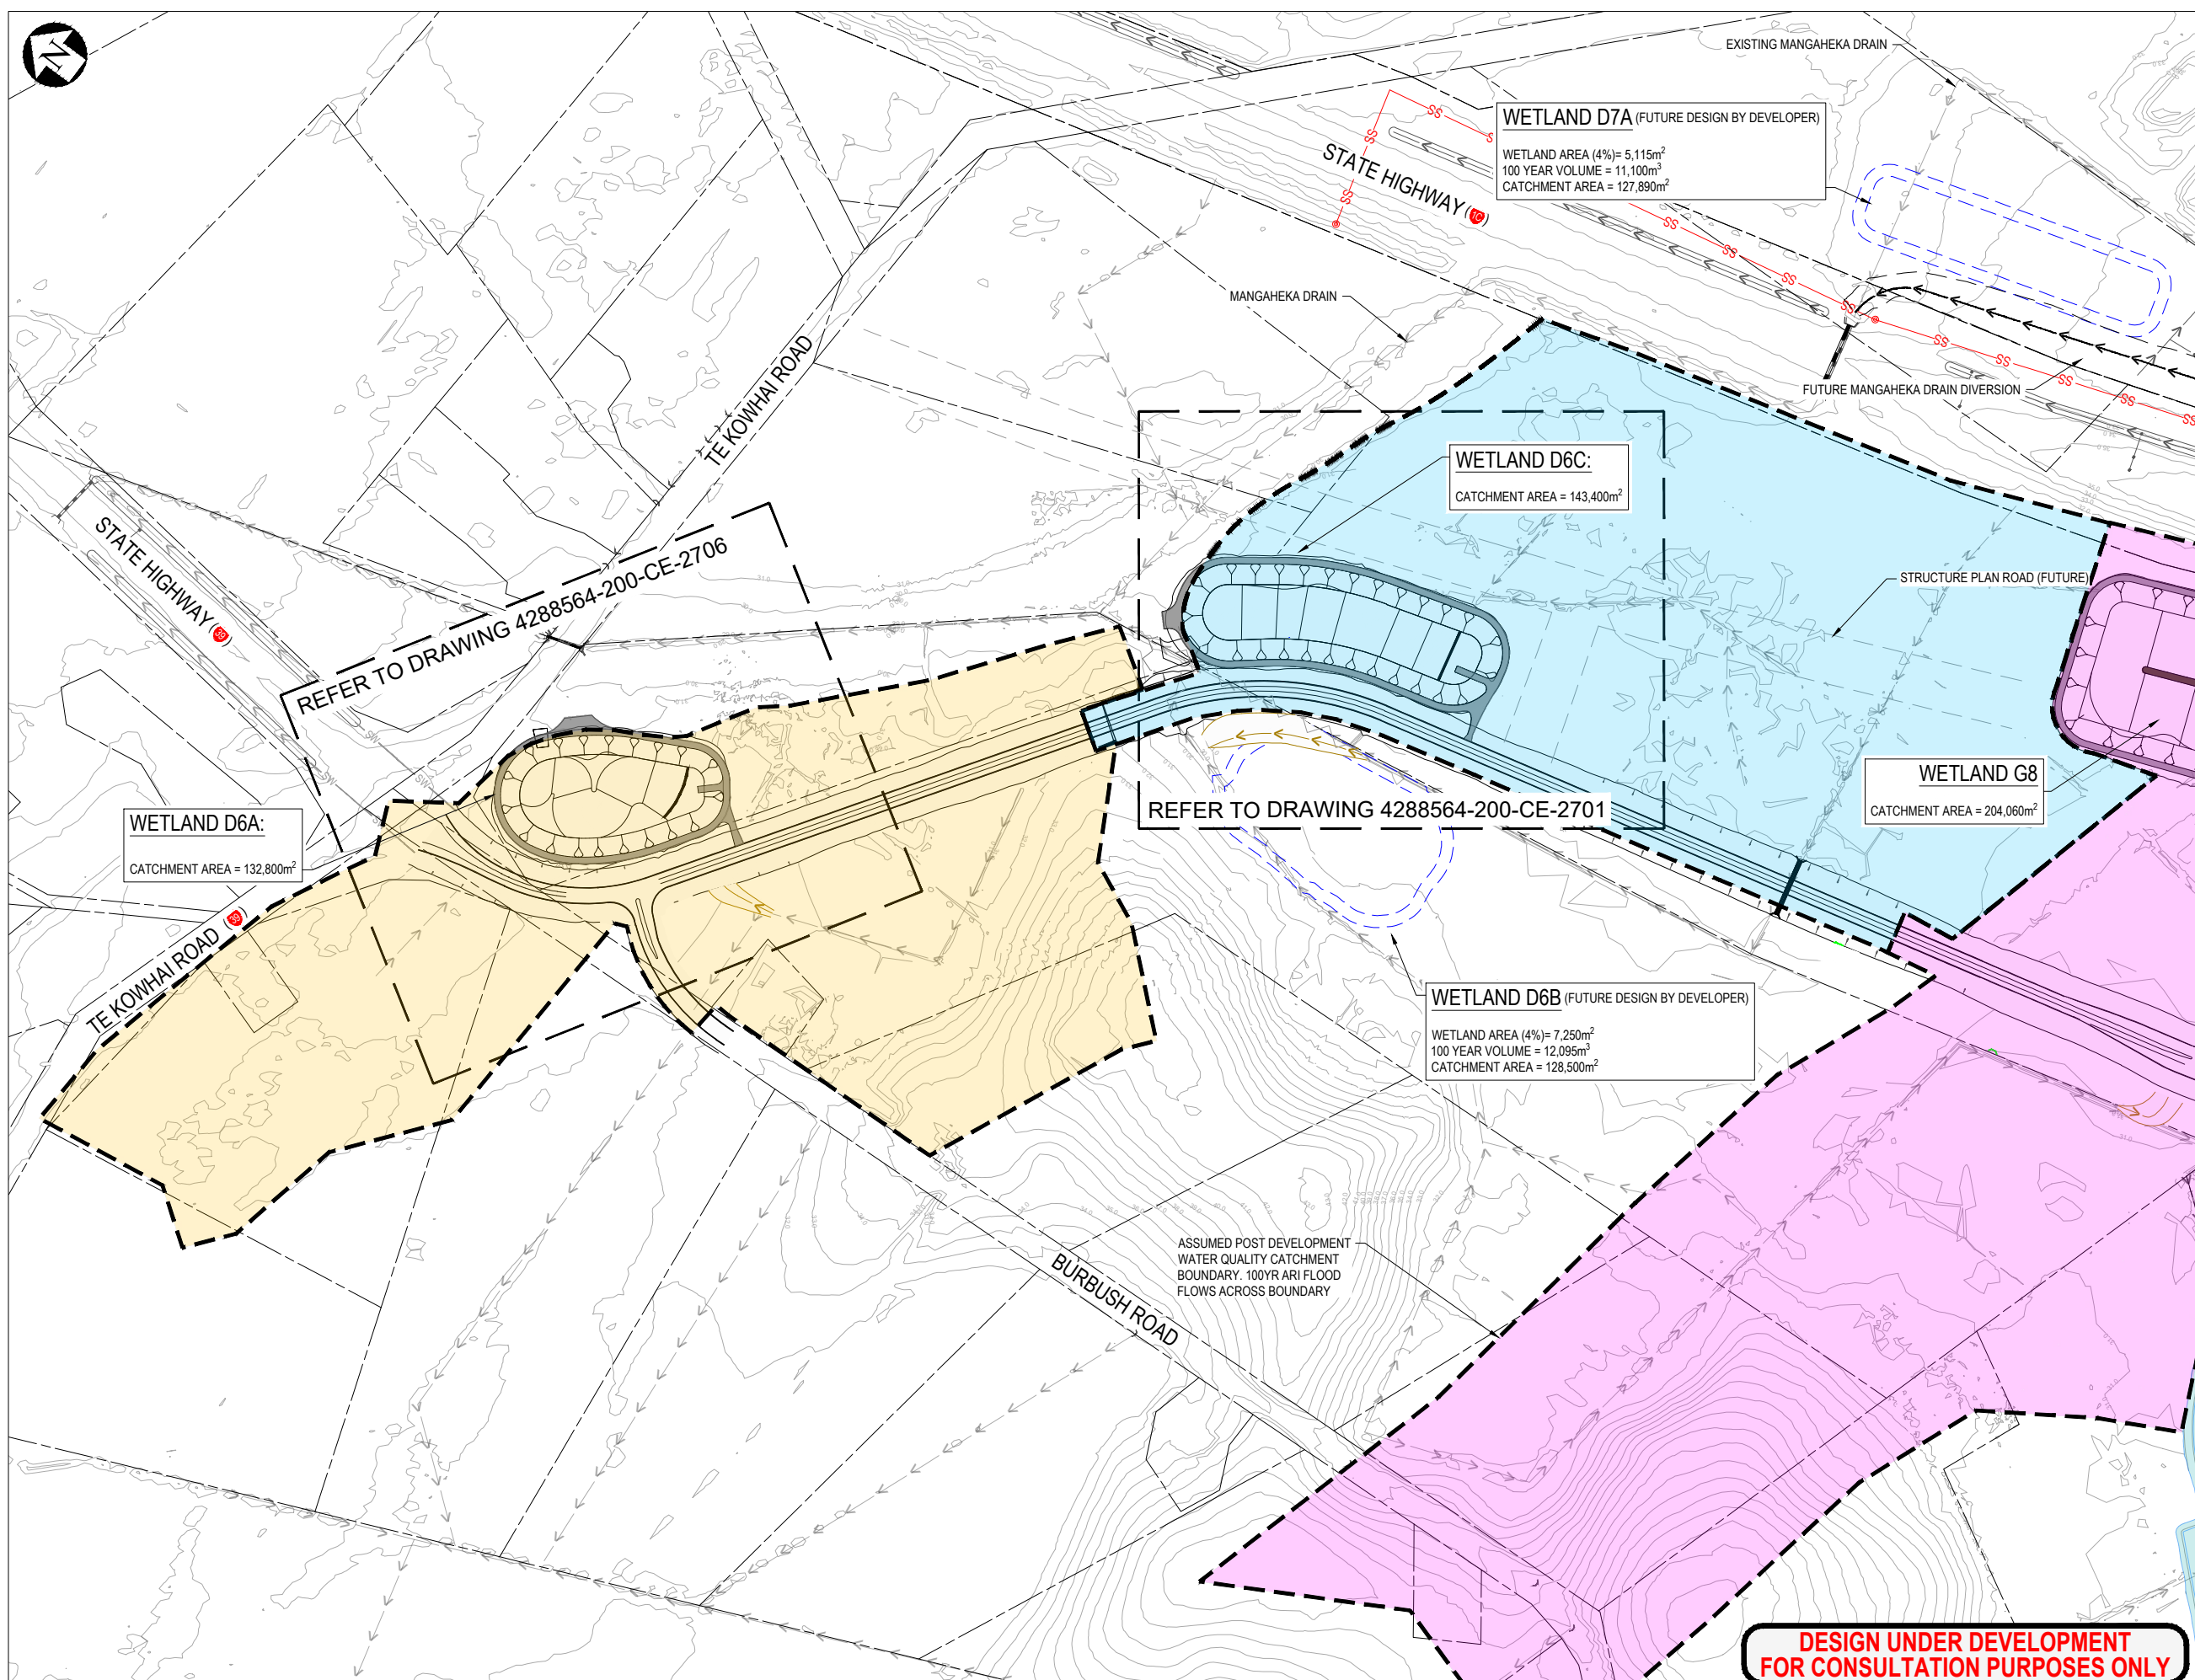 N
EXISTING MANGAHEKA DRAIN
WETLAND D7A (FUTURE DESIGN BY DEVELOPER)
WETLAND AREA (4%)= 5,115m²
100 YEAR VOLUME = 11,100m³
CATCHMENT AREA = 127,890m²
STATE HIGHWAY (1C)
MANGAHEKA DRAIN
FUTURE MANGAHEKA DRAIN DIVERSION
TE KOWHAI ROAD
WETLAND D6C:
CATCHMENT AREA = 143,400m²
STATE HIGHWAY (39)
REFER TO DRAWING 4288564-200-CE-2706
STRUCTURE PLAN ROAD (FUTURE)
WETLAND G8
CATCHMENT AREA = 204,060m²
REFER TO DRAWING 4288564-200-CE-2701
WETLAND D6A:
CATCHMENT AREA = 132,800m²
TE KOWHAI ROAD (39)
WETLAND D6B (FUTURE DESIGN BY DEVELOPER)
WETLAND AREA (4%)= 7,250m²
100 YEAR VOLUME = 12,095m³
CATCHMENT AREA = 128,500m²
ASSUMED POST DEVELOPMENT
WATER QUALITY CATCHMENT
BOUNDARY. 100YR ARI FLOOD
FLOWS ACROSS BOUNDARY
BURBUSH ROAD
DESIGN UNDER DEVELOPMENT
FOR CONSULTATION PURPOSES ONLY